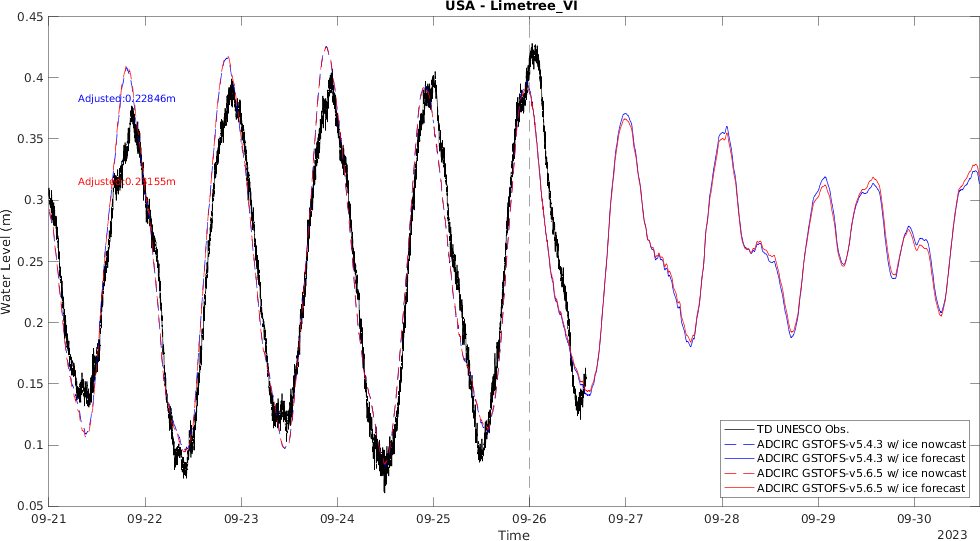 USA - Limetree_VI
0.45
0.4
0.35
0.3
0.25
0.2
0.15
0.1
0.05
Water Level (m)
Adjusted:0.22846m
Adjusted:0.23155m
TD UNESCO Obs.
ADCIRC GSTOFS-v5.4.3 w/ ice nowcast
ADCIRC GSTOFS-v5.4.3 w/ ice forecast
ADCIRC GSTOFS-v5.6.5 w/ ice nowcast
ADCIRC GSTOFS-v5.6.5 w/ ice forecast
09-21 09-22 09-23 09-24 09-25 09-26 09-27 09-28 09-29 09-30
Time
2023